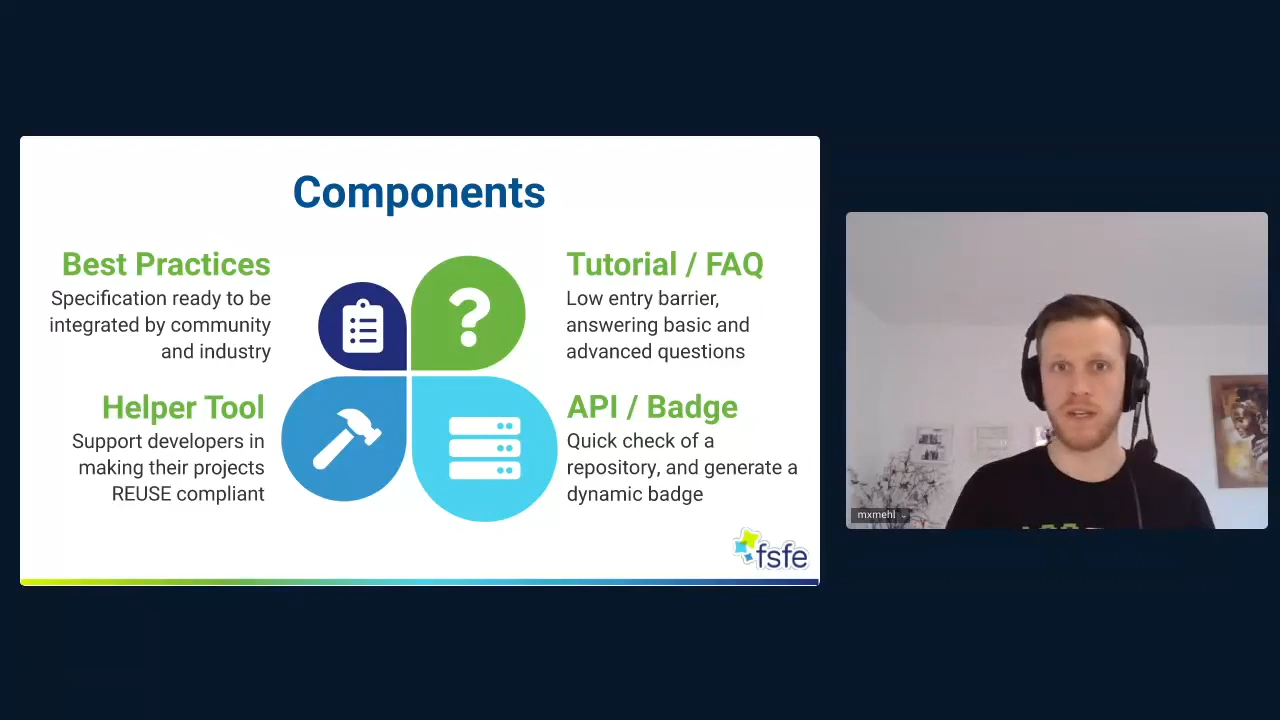 Components
Best Practices
Specification ready to be
integrated by community
and industry
Tutorial / FAQ
Low entry barrier,
answering basic and
advanced questions
Helper Tool
Support developers in
making their projects
REUSE compliant
API / Badge
Quick check of a
repository, and generate a
dynamic badge
fsfe
mxmehl